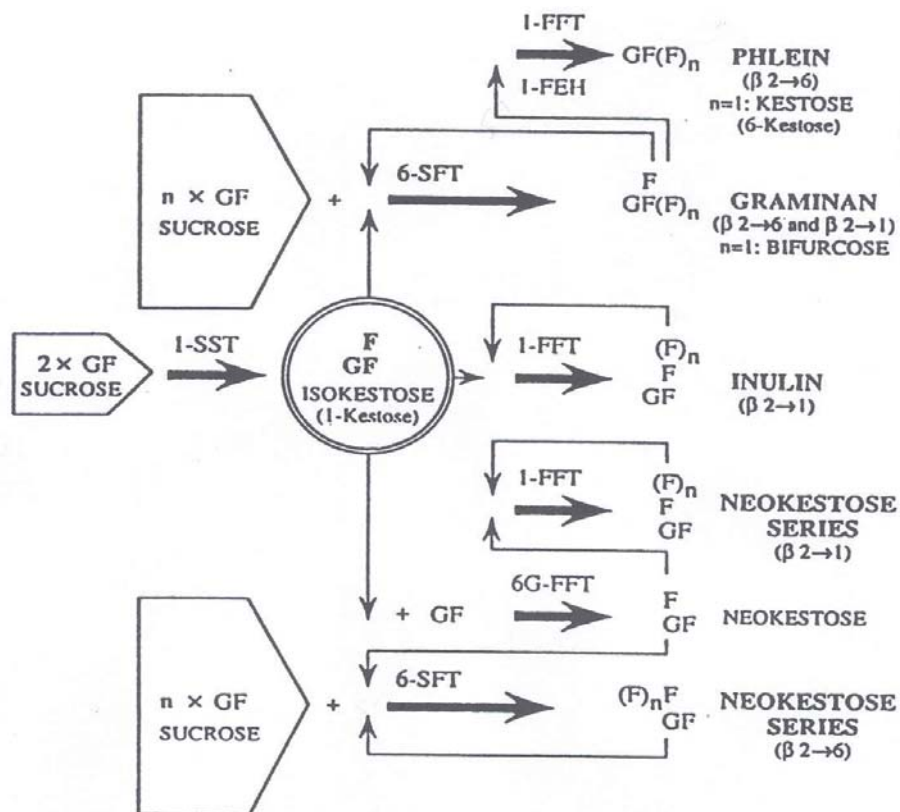 1-FFT
GF(F)n
PHLEIN
(β 2→6)
n=1: KESTOSE
(6-Kestose)
1-FEH
n × GF
SUCROSE
+
6-SFT
F
GF(F)n
GRAMINAN
(β 2→6 and β 2→1)
n=1: BIFURCOSE
2 × GF
SUCROSE
1-SST
F
GF
ISOKESTOSE
(1-Kestose)
1-FFT
(F)n
F
GF
INULIN
(β 2→1)
1-FFT
(F)n
F
GF
NEOKESTOSE
SERIES
(β 2→1)
+ GF
6G-FFT
F
GF
NEOKESTOSE
n × GF
SUCROSE
+
6-SFT
(F)nF
GF
NEOKESTOSE
SERIES
(β 2→6)